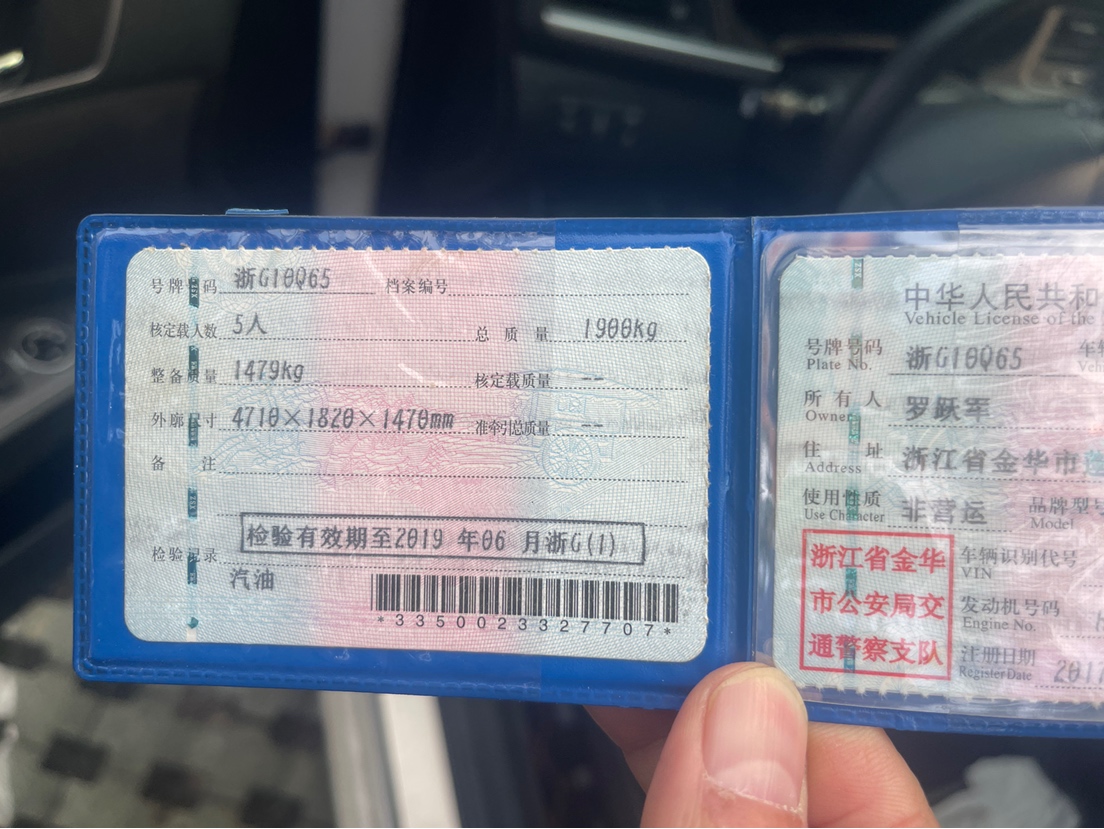 号牌号码 浙G10Q65 档案编号
核定载人数 5人 总质量 1900kg
整备质量 1479kg 核定载质量 --
外廓尺寸 4710×1820×1470mm 准牵引总质量 --
备注
检验记录 检验有效期至2019年06月浙G(1)
汽油
*3350023327707*
中华人民共和
Vehicle License of the
号牌号码 浙G10Q65 车辆
Plate No.
所有人 罗跃军
Owner
住址 浙江省金华市
Address
使用性质 非营运 品牌型号
Use Character Model
浙江省金华
市公安局交
通警察支队
车辆识别代号
VIN
发动机号码
Engine No.
注册日期 2017
Register Date